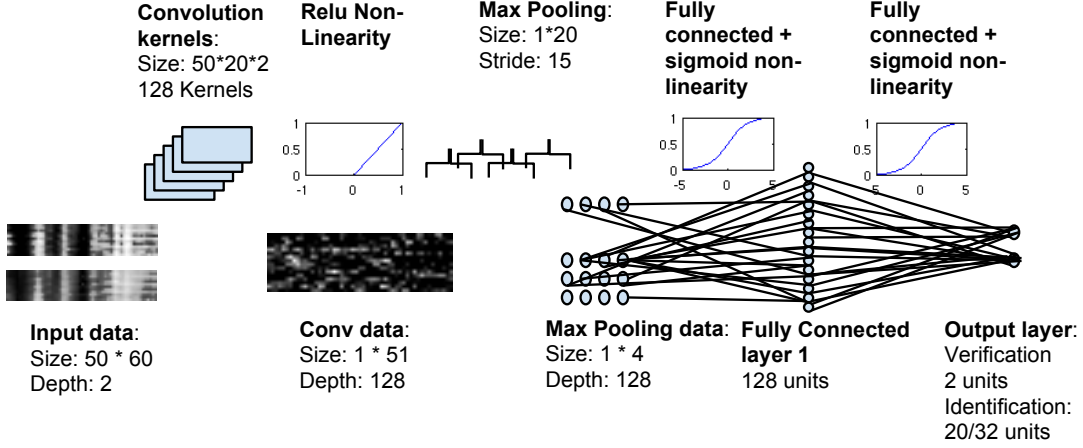 Convolution
kernels:
Size: 50*20*2
128 Kernels
Relu Non-
Linearity
Max Pooling:
Size: 1*20
Stride: 15
Fully
connected +
sigmoid non-
linearity
Fully
connected +
sigmoid non-
linearity
1
0.5
0
-1
0
1
1
0.5
0
-5
0
5
1
0.5
0
0
5
Input data:
Size: 50 * 60
Depth: 2
Conv data:
Size: 1 * 51
Depth: 128
Max Pooling data:
Size: 1 * 4
Depth: 128
Fully Connected
layer 1
128 units
Output layer:
Verification
2 units
Identification:
20/32 units